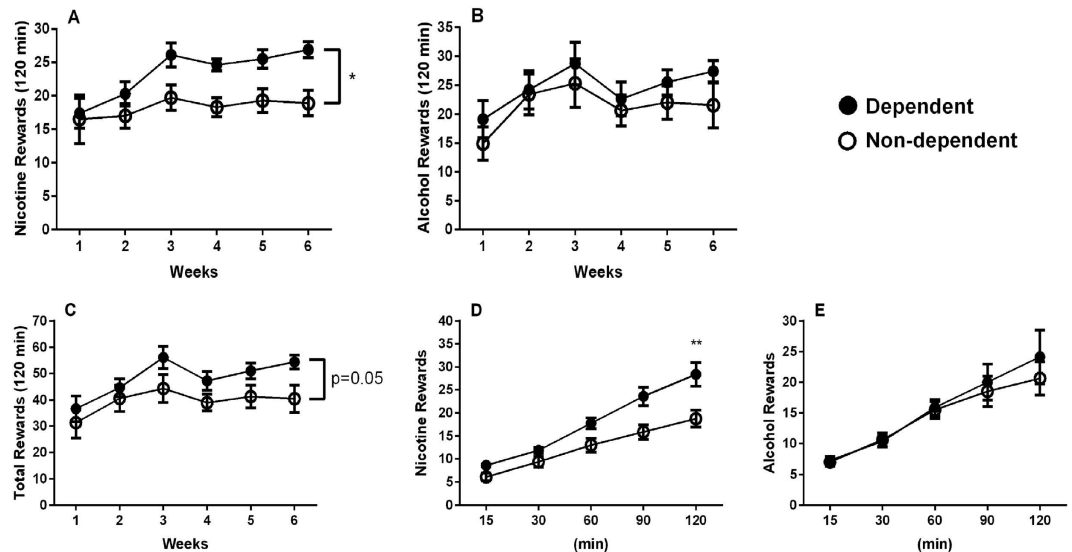 A
Nicotine Rewards (120 min)
30
25
20
15
10
5
0
*
1 2 3 4 5 6
Weeks
B
Alcohol Rewards (120 min)
35
30
25
20
15
10
5
0
1 2 3 4 5 6
Weeks
Dependent
Non-dependent
C
Total Rewards (120 min)
70
60
50
40
30
20
10
0
p=0.05
1 2 3 4 5 6
Weeks
D
Nicotine Rewards
40
35
30
25
20
15
10
5
0
**
15 30 60 90 120
(min)
E
Alcohol Rewards
30
25
20
15
10
5
0
15 30 60 90 120
(min)